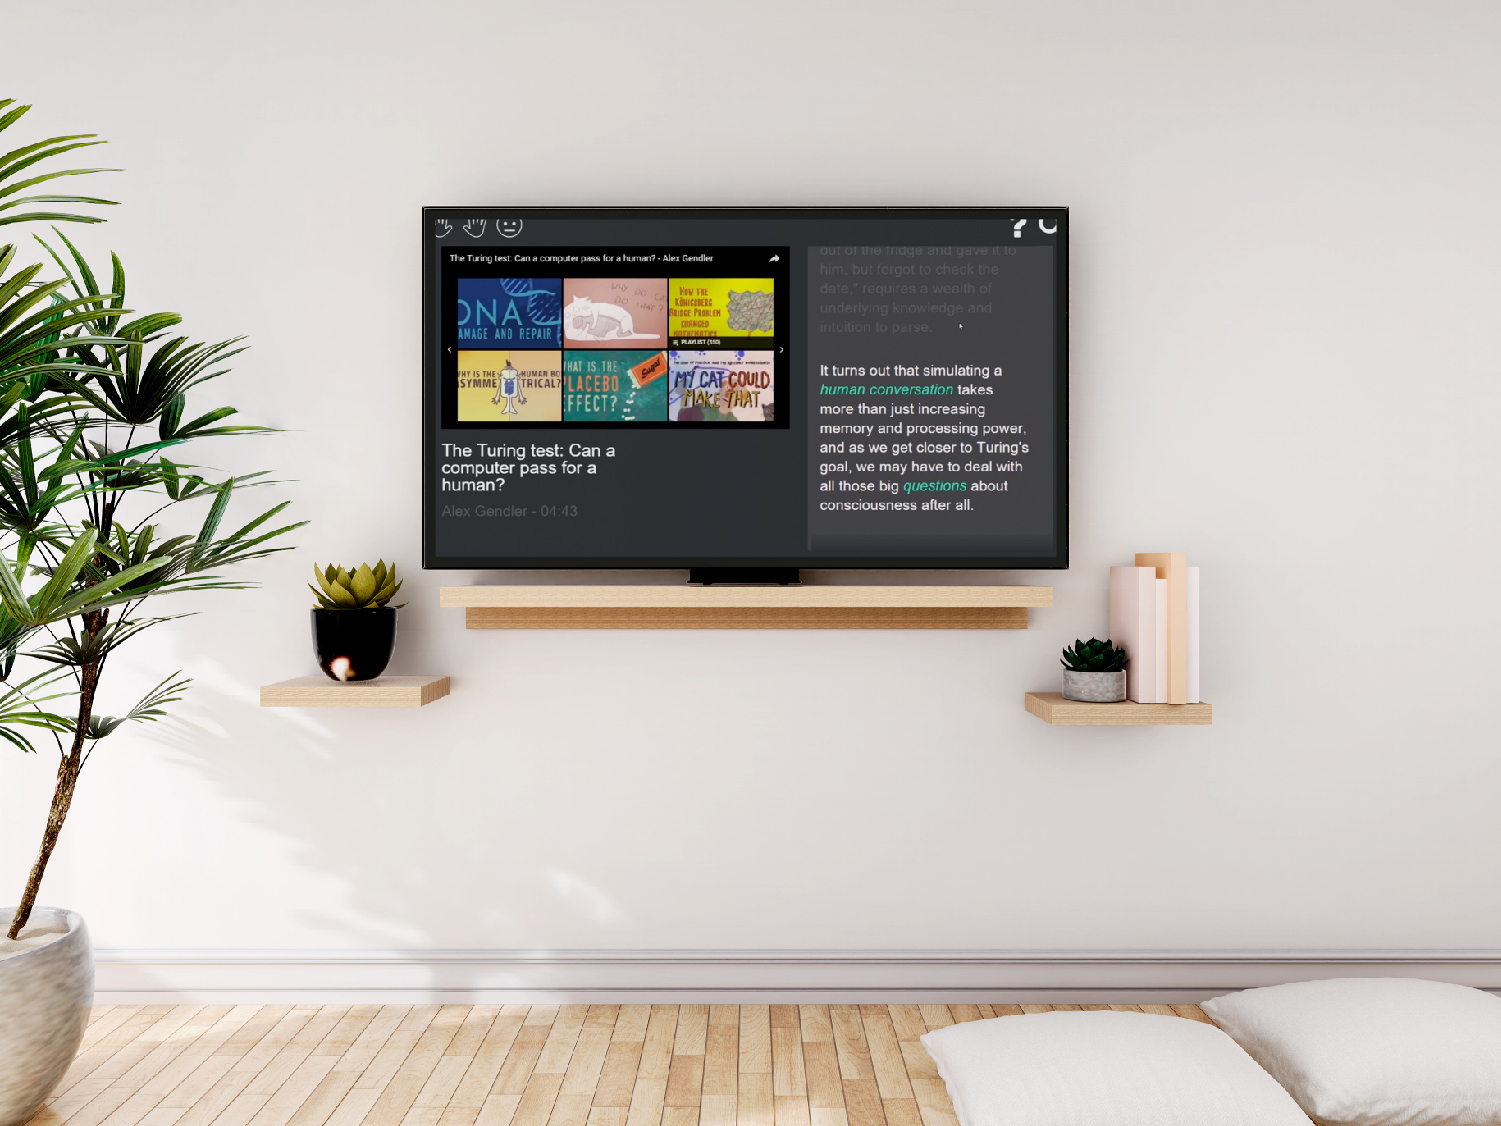 ?
The Turing test: Can a computer pass for a human? - Alex Gendler
DNA
AMAGE AND REPAIR
WHY DO CA
DO THAT?
HOW THE
KÖNIGSBERG
BRIDGE PROBLEM
CHANGED
MATHEMATICS
PLAYLIST (150)
HY IS THE HUMAN BO
ASYMME TRICAL?
HAT IS THE
PLACEBO
EFFECT?
Sugar
MY CAT COULD
MAKE THAT
The Turing test: Can a
computer pass for a
human?
Alex Gendler - 04:43
out of the fridge and gave it to
him, but forgot to check the
date," requires a wealth of
underlying knowledge and
intuition to parse.
It turns out that simulating a
human conversation takes
more than just increasing
memory and processing power,
and as we get closer to Turing's
goal, we may have to deal with
all those big questions about
consciousness after all.